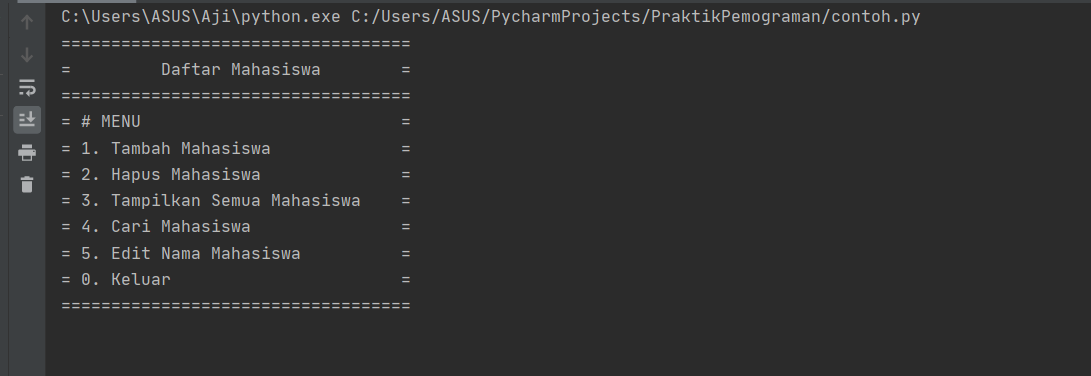 C:\Users\ASUS\Aji\python.exe C:/Users/ASUS/PycharmProjects/PraktikPemograman/contoh.py
===================================
=         Daftar Mahasiswa        =
===================================
= # MENU                          =
= 1. Tambah Mahasiswa             =
= 2. Hapus Mahasiswa              =
= 3. Tampilkan Semua Mahasiswa    =
= 4. Cari Mahasiswa               =
= 5. Edit Nama Mahasiswa          =
= 0. Keluar                       =
===================================